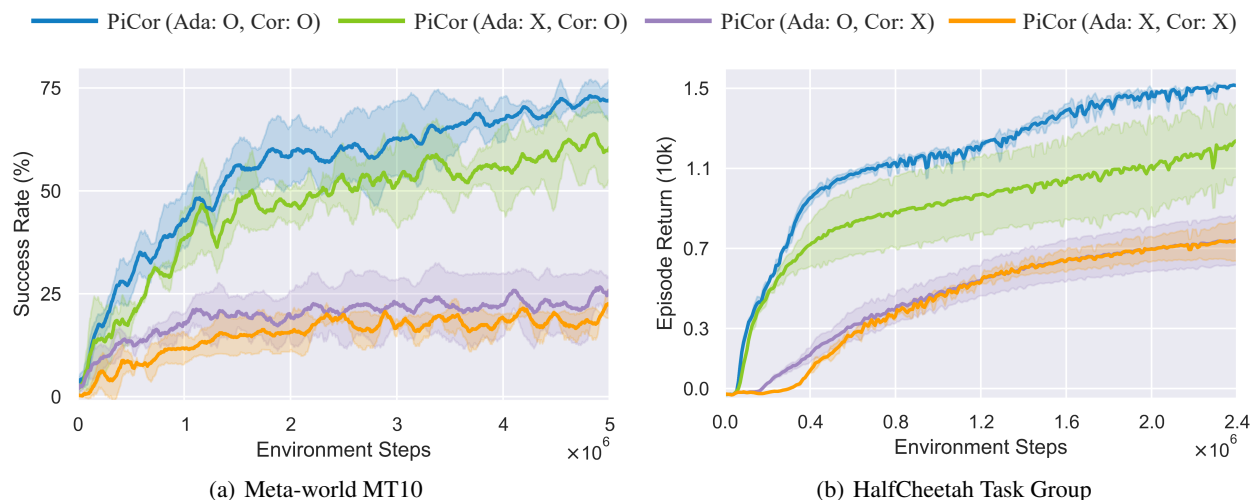 PiCor (Ada: O, Cor: O) PiCor (Ada: X, Cor: O) PiCor (Ada: O, Cor: X) PiCor (Ada: X, Cor: X)
75
50
25
0
Success Rate (%)
0 1 2 3 4 5
Environment Steps
×10⁶
(a) Meta-world MT10
1.5
1.1
0.7
0.3
0.0
Episode Return (10k)
0.0 0.4 0.8 1.2 1.6 2.0 2.4
Environment Steps
×10⁶
(b) HalfCheetah Task Group